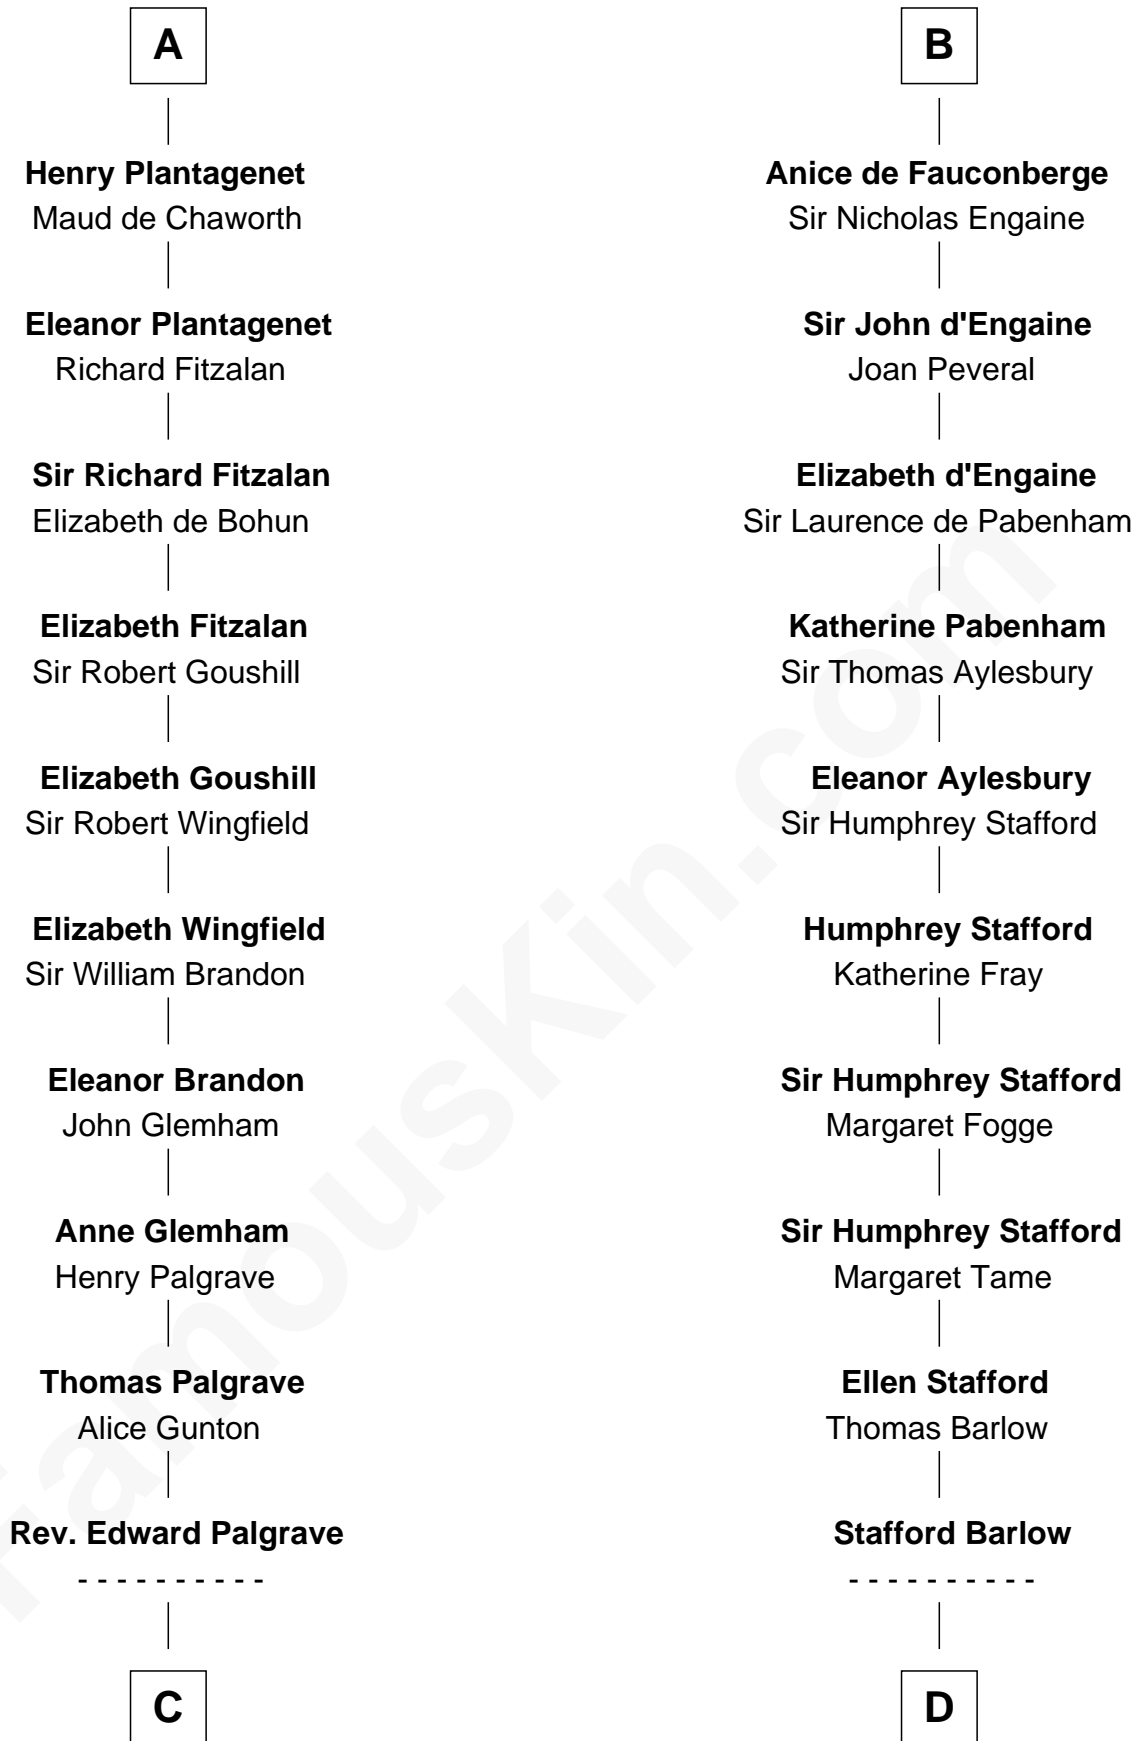 A
Henry Plantagenet
Maud de Chaworth
Eleanor Plantagenet
Richard Fitzalan
Sir Richard Fitzalan
Elizabeth de Bohun
Elizabeth Fitzalan
Sir Robert Goushill
Elizabeth Goushill
Sir Robert Wingfield
Elizabeth Wingfield
Sir William Brandon
Eleanor Brandon
John Glemham
Anne Glemham
Henry Palgrave
Thomas Palgrave
Alice Gunton
Rev. Edward Palgrave
- - - - - - - - - -
C
B
Anice de Fauconberge
Sir Nicholas Engaine
Sir John d'Engaine
Joan Peveral
Elizabeth d'Engaine
Sir Laurence de Pabenham
Katherine Pabenham
Sir Thomas Aylesbury
Eleanor Aylesbury
Sir Humphrey Stafford
Humphrey Stafford
Katherine Fray
Sir Humphrey Stafford
Margaret Fogge
Sir Humphrey Stafford
Margaret Tame
Ellen Stafford
Thomas Barlow
Stafford Barlow
- - - - - - - - - -
D
FamousKin.com